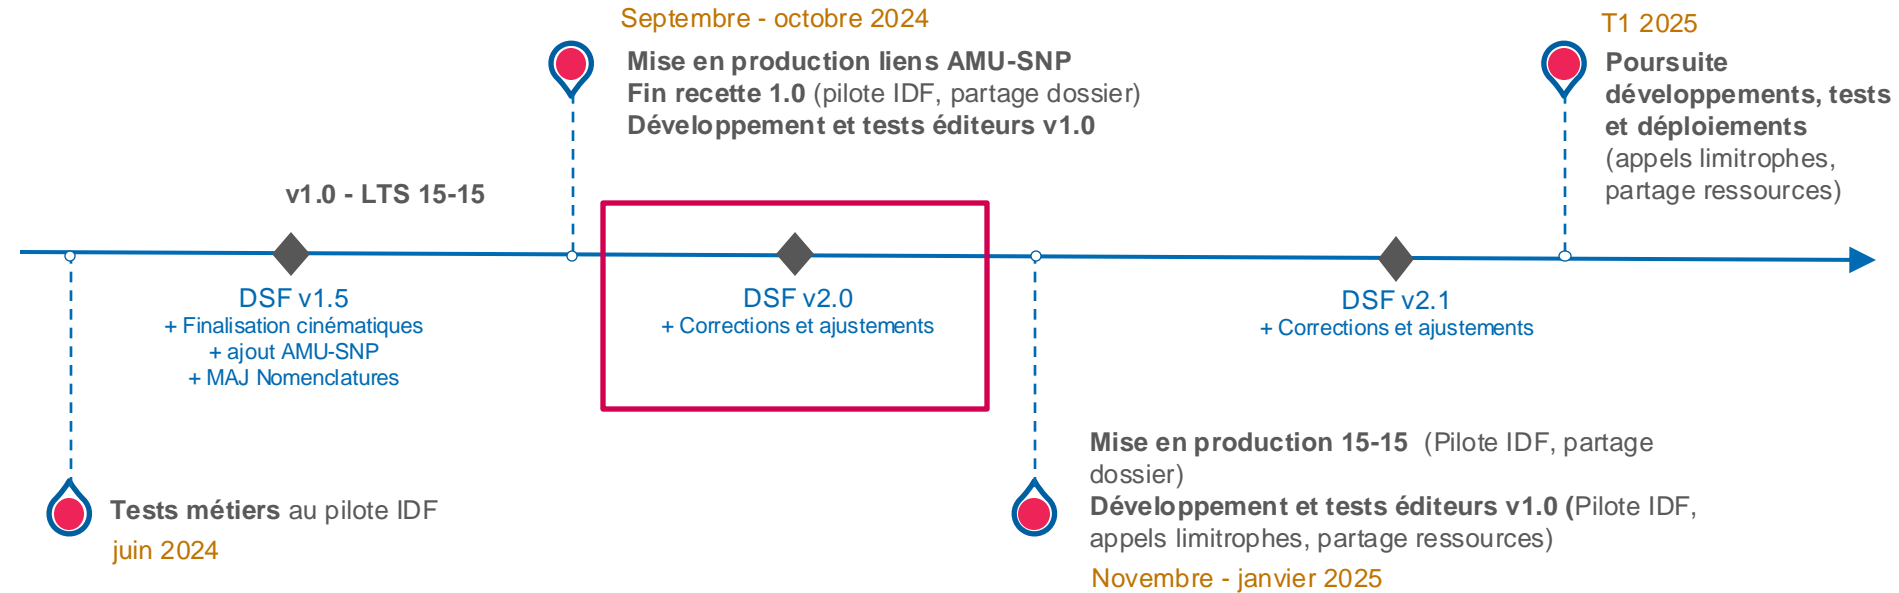 Septembre - octobre 2024
Mise en production liens AMU-SNP
Fin recette 1.0 (pilote IDF, partage dossier)
Développement et tests éditeurs v1.0
T1 2025
Poursuite
développements, tests
et déploiements
(appels limitrophes,
partage ressources)
v1.0 - LTS 15-15
DSF v1.5
+ Finalisation cinématiques
+ ajout AMU-SNP
+ MAJ Nomenclatures
DSF v2.0
+ Corrections et ajustements
DSF v2.1
+ Corrections et ajustements
Tests métiers au pilote IDF
juin 2024
Mise en production 15-15 (Pilote IDF, partage
dossier)
Développement et tests éditeurs v1.0 (Pilote IDF,
appels limitrophes, partage ressources)
Novembre - janvier 2025